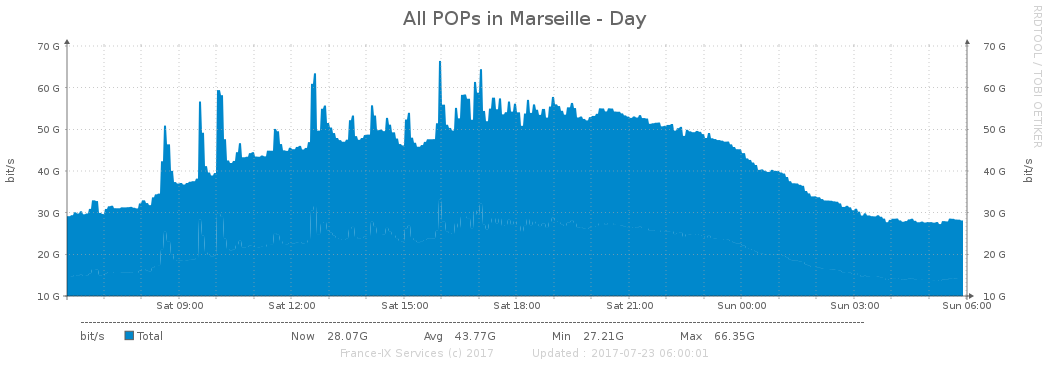 All POPs in Marseille - Day
RRDTOOL / TOBI OETIKER
70 G 70 G
60 G 60 G
50 G 50 G
40 G 40 G
30 G 30 G
20 G 20 G
10 G 10 G
bit/s bit/s
Sat 09:00 Sat 12:00 Sat 15:00 Sat 18:00 Sat 21:00 Sun 00:00 Sun 03:00 Sun 06:00
bit/s Total Now 28.07G Avg 43.77G Min 27.21G Max 66.35G
France-IX Services (c) 2017 Updated : 2017-07-23 06:00:01